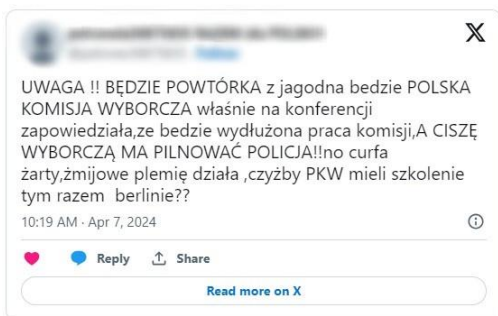 UWAGA !! BĘDZIE POWTÓRKA z jagodna bedzie POLSKA
KOMISJA WYBORCZA właśnie na konferencji
zapowiedziała,ze bedzie wydłużona praca komisji,A CISZĘ
WYBORCZĄ MA PILNOWAĆ POLICJA!!no curfa
żarty,żmijowe plemię działa ,czyżby PKW mieli szkolenie
tym razem berlinie??
10:19 AM · Apr 7, 2024
Reply Share
Read more on X